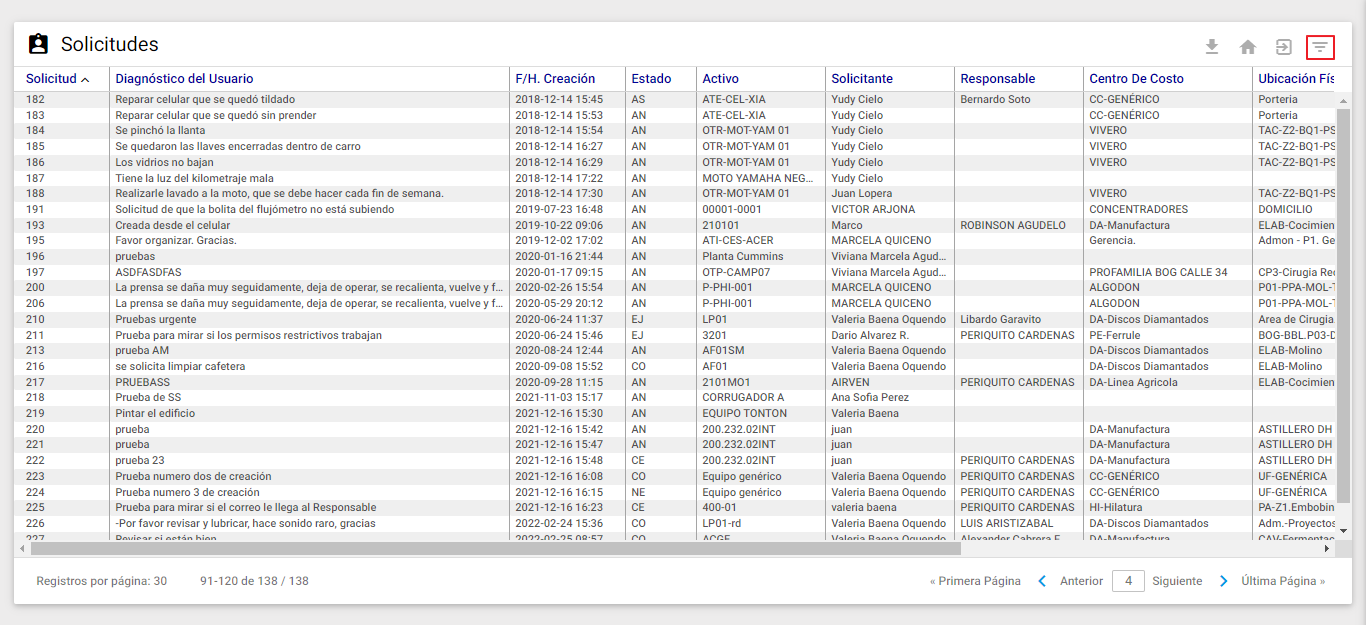 Solicitudes
Solicitud Diagnóstico del Usuario F/H. Creación Estado Activo Solicitante Responsable Centro De Costo Ubicación Fís
182 Reparar celular que se quedó tildado 2018-12-14 15:45 AS ATE-CEL-XIA Yudy Cielo Bernardo Soto CC-GENÉRICO Porteria
183 Reparar celular que se quedó sin prender 2018-12-14 15:53 AN ATE-CEL-XIA Yudy Cielo CC-GENÉRICO Porteria
184 Se pinchó la llanta 2018-12-14 15:54 AN OTR-MOT-YAM 01 Yudy Cielo VIVERO TAC-Z2-BQ1-PS
185 Se quedaron las llaves encerradas dentro de carro 2018-12-14 16:27 AN OTR-MOT-YAM 01 Yudy Cielo VIVERO TAC-Z2-BQ1-PS
186 Los vidrios no bajan 2018-12-14 16:29 AN OTR-MOT-YAM 01 Yudy Cielo VIVERO TAC-Z2-BQ1-PS
187 Tiene la luz del kilometraje mala 2018-12-14 17:22 AN MOTO YAMAHA NEG... Yudy Cielo
188 Realizarle lavado a la moto, que se debe hacer cada fin de semana. 2018-12-14 17:30 AN OTR-MOT-YAM 01 Juan Lopera VIVERO TAC-Z2-BQ1-PS
191 Solicitud de que la bolita del flujómetro no está subiendo 2019-07-23 16:48 AN 00001-0001 VICTOR ARJONA CONCENTRADORES DOMICILIO
193 Creada desde el celular 2019-10-22 09:06 AN 210101 Marco ROBINSON AGUDELO DA-Manufactura ELAB-Cocimien
195 Favor organizar. Gracias. 2019-12-02 17:02 AN ATI-CES-ACER MARCELA QUICENO Gerencia. Admon - P1. Ge
196 pruebas 2020-01-16 21:44 AN Planta Cummins Viviana Marcela Agud...
197 ASDFASDFAS 2020-01-17 09:15 AN OTP-CAMP07 Viviana Marcela Agud... PROFAMILIA BOG CALLE 34 CP3-Cirugia Rec
200 La prensa se daña muy seguidamente, deja de operar, se recalienta, vuelve y f... 2020-02-26 15:54 AN P-PHI-001 MARCELA QUICENO ALGODON P01-PPA-MOL-T
206 La prensa se daña muy seguidamente, deja de operar, se recalienta, vuelve y f... 2020-05-29 20:12 AN P-PHI-001 MARCELA QUICENO ALGODON P01-PPA-MOL-T
210 Pruebas urgente 2020-06-24 11:37 EJ LP01 Valeria Baena Oquendo Libardo Garavito DA-Discos Diamantados Area de Cirugia
211 Prueba para mirar si los permisos restrictivos trabajan 2020-06-24 15:46 EJ 3201 Dario Alvarez R. PERIQUITO CARDENAS PE-Ferrule BOG-BBL.P03-D
213 prueba AM 2020-08-24 12:44 AN AF01SM Valeria Baena Oquendo DA-Discos Diamantados ELAB-Molino
216 se solicita limpiar cafetera 2020-09-08 15:52 CO AF01 Valeria Baena Oquendo DA-Discos Diamantados ELAB-Molino
217 PRUEBASS 2020-09-28 11:15 AN 2101MO1 AIRVEN PERIQUITO CARDENAS DA-Linea Agricola ELAB-Cocimien
218 Prueba de SS 2021-11-03 15:17 AN CORRUGADOR A Ana Sofia Perez
219 Pintar el edificio 2021-12-16 15:30 AN EQUIPO TONTON Valeria Baena
220 prueba 2021-12-16 15:42 AN 200.232.02INT juan DA-Manufactura ASTILLERO DH
221 prueba 2021-12-16 15:47 AN 200.232.02INT juan DA-Manufactura ASTILLERO DH
222 prueba 23 2021-12-16 15:48 CE 200.232.02INT juan PERIQUITO CARDENAS DA-Manufactura ASTILLERO DH
223 Prueba numero dos de creación 2021-12-16 16:08 CO Equipo genérico Valeria Baena Oquendo PERIQUITO CARDENAS CC-GENÉRICO UF-GENÉRICA
224 Prueba numero 3 de creación 2021-12-16 16:15 NE Equipo genérico Valeria Baena Oquendo PERIQUITO CARDENAS CC-GENÉRICO UF-GENÉRICA
225 Prueba para mirar si el correo le llega al Responsable 2021-12-16 16:23 CE 400-01 valeria baena PERIQUITO CARDENAS HI-Hilatura PA-Z1.Embobin
226 -Por favor revisar y lubricar, hace sonido raro, gracias 2022-02-24 15:36 CO LP01-rd Valeria Baena Oquendo LUIS ARISTIZABAL DA-Discos Diamantados Adm.-Proyectos
227 Revisar si están bien 2022-02-25 08:57 CO ACGE Valeria Baena Oquendo Alexander Cabrera F DA-Manufactura CAV-Fermentac
Registros por página: 30 91-120 de 138 / 138 « Primera Página Anterior 4 Siguiente Última Página »